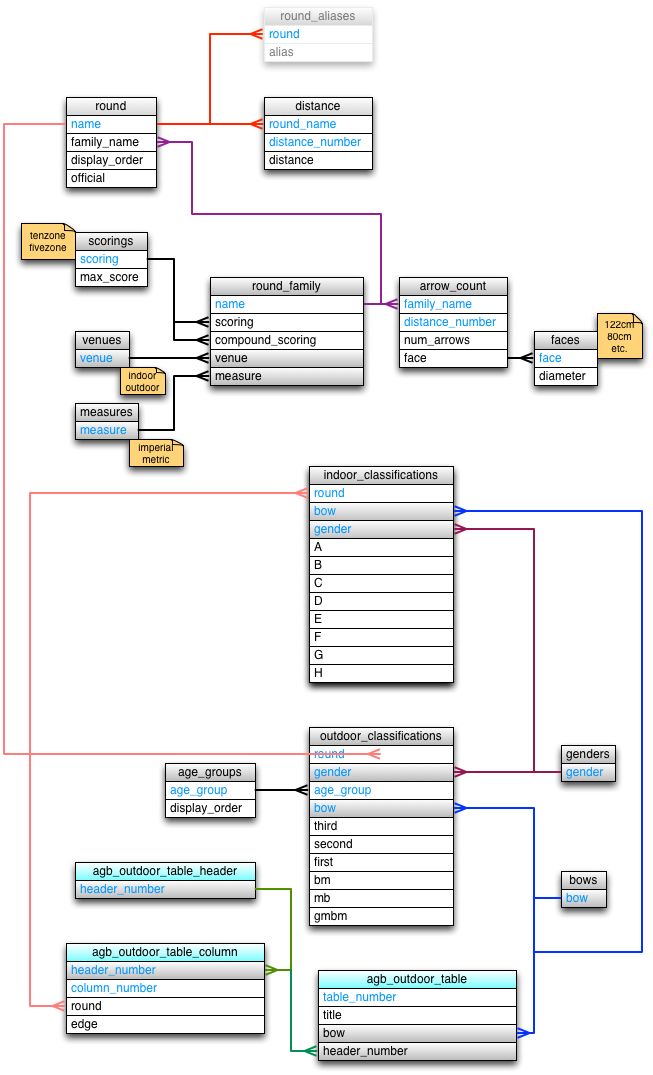 round_aliases
round
alias
round
name
family_name
display_order
official
distance
round_name
distance_number
distance
tenzone
fivezone
scorings
scoring
max_score
round_family
name
scoring
compound_scoring
venue
measure
arrow_count
family_name
distance_number
num_arrows
face
122cm
80cm
etc.
faces
face
diameter
venues
venue
indoor
outdoor
measures
measure
imperial
metric
indoor_classifications
round
bow
gender
A
B
C
D
E
F
G
H
outdoor_classifications
round
gender
age_group
bow
third
second
first
bm
mb
gmbm
genders
gender
age_groups
age_group
display_order
agb_outdoor_table_header
header_number
bows
bow
agb_outdoor_table_column
header_number
column_number
round
edge
agb_outdoor_table
table_number
title
bow
header_number